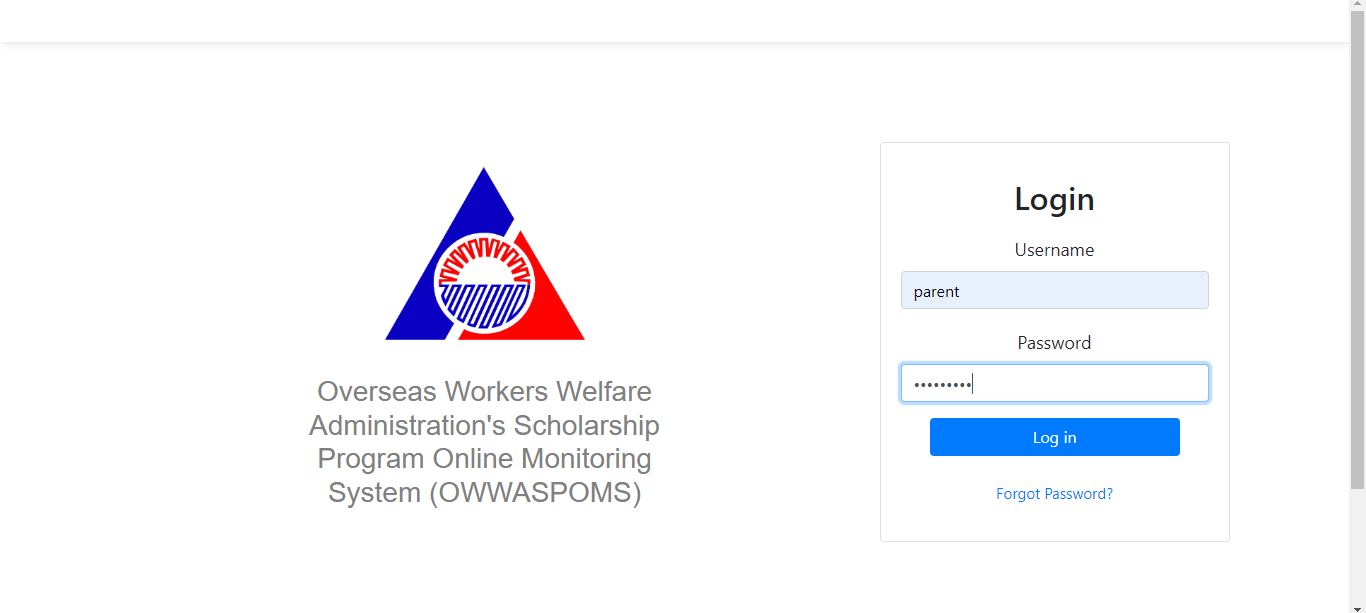 Overseas Workers Welfare
Administration's Scholarship
Program Online Monitoring
System (OWWASPOMS)
Login
Username
parent
Password
•••••••••
Log in
Forgot Password?